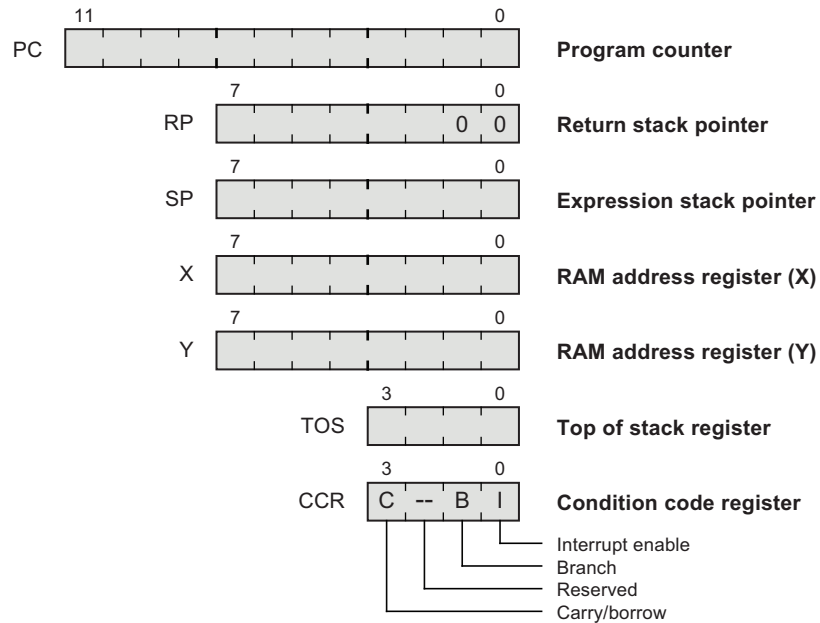 11 0
PC Program counter
7 0
RP 0 0 Return stack pointer
7 0
SP Expression stack pointer
7 0
X RAM address register (X)
7 0
Y RAM address register (Y)
3 0
TOS Top of stack register
3 0
CCR C -- B I Condition code register
Interrupt enable
Branch
Reserved
Carry/borrow